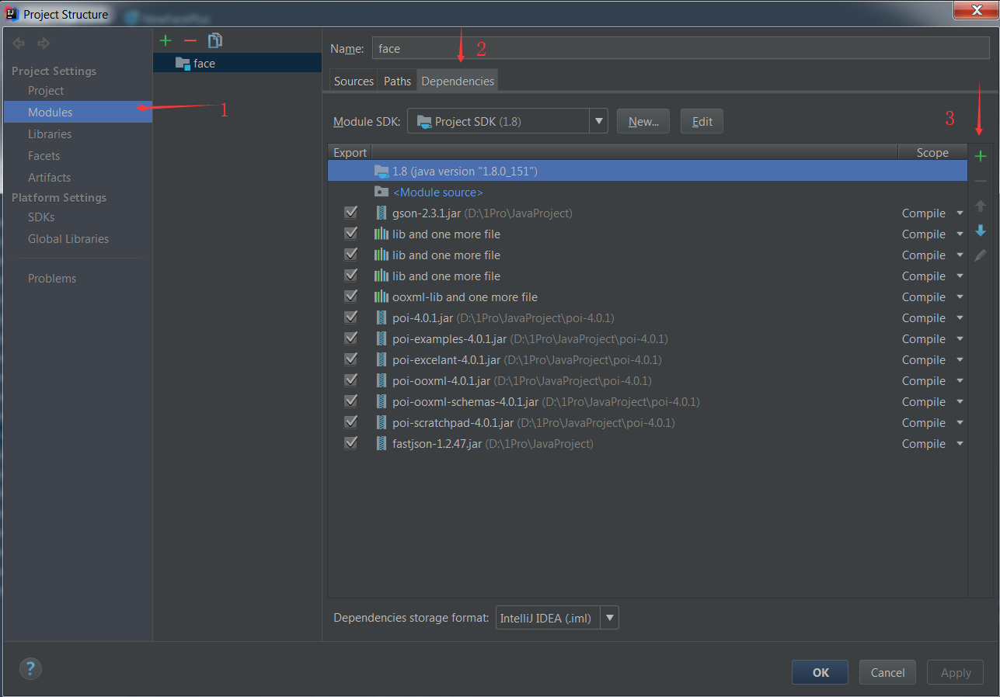 Project Structure
NewFacePlus
Project Settings
Project
Modules
Libraries
Facets
Artifacts
Platform Settings
SDKs
Global Libraries
Problems
1
face
Name: face
2
Sources Paths Dependencies
Module SDK: Project SDK (1.8) New... Edit
3
Export Scope
1.8 (java version "1.8.0_151")
<Module source>
gson-2.3.1.jar (D:\1Pro\JavaProject) Compile
lib and one more file Compile
lib and one more file Compile
lib and one more file Compile
ooxml-lib and one more file Compile
poi-4.0.1.jar (D:\1Pro\JavaProject\poi-4.0.1) Compile
poi-examples-4.0.1.jar (D:\1Pro\JavaProject\poi-4.0.1) Compile
poi-excelant-4.0.1.jar (D:\1Pro\JavaProject\poi-4.0.1) Compile
poi-ooxml-4.0.1.jar (D:\1Pro\JavaProject\poi-4.0.1) Compile
poi-ooxml-schemas-4.0.1.jar (D:\1Pro\JavaProject\poi-4.0.1) Compile
poi-scratchpad-4.0.1.jar (D:\1Pro\JavaProject\poi-4.0.1) Compile
fastjson-1.2.47.jar (D:\1Pro\JavaProject) Compile
Dependencies storage format: IntelliJ IDEA (.iml)
? OK Cancel Apply